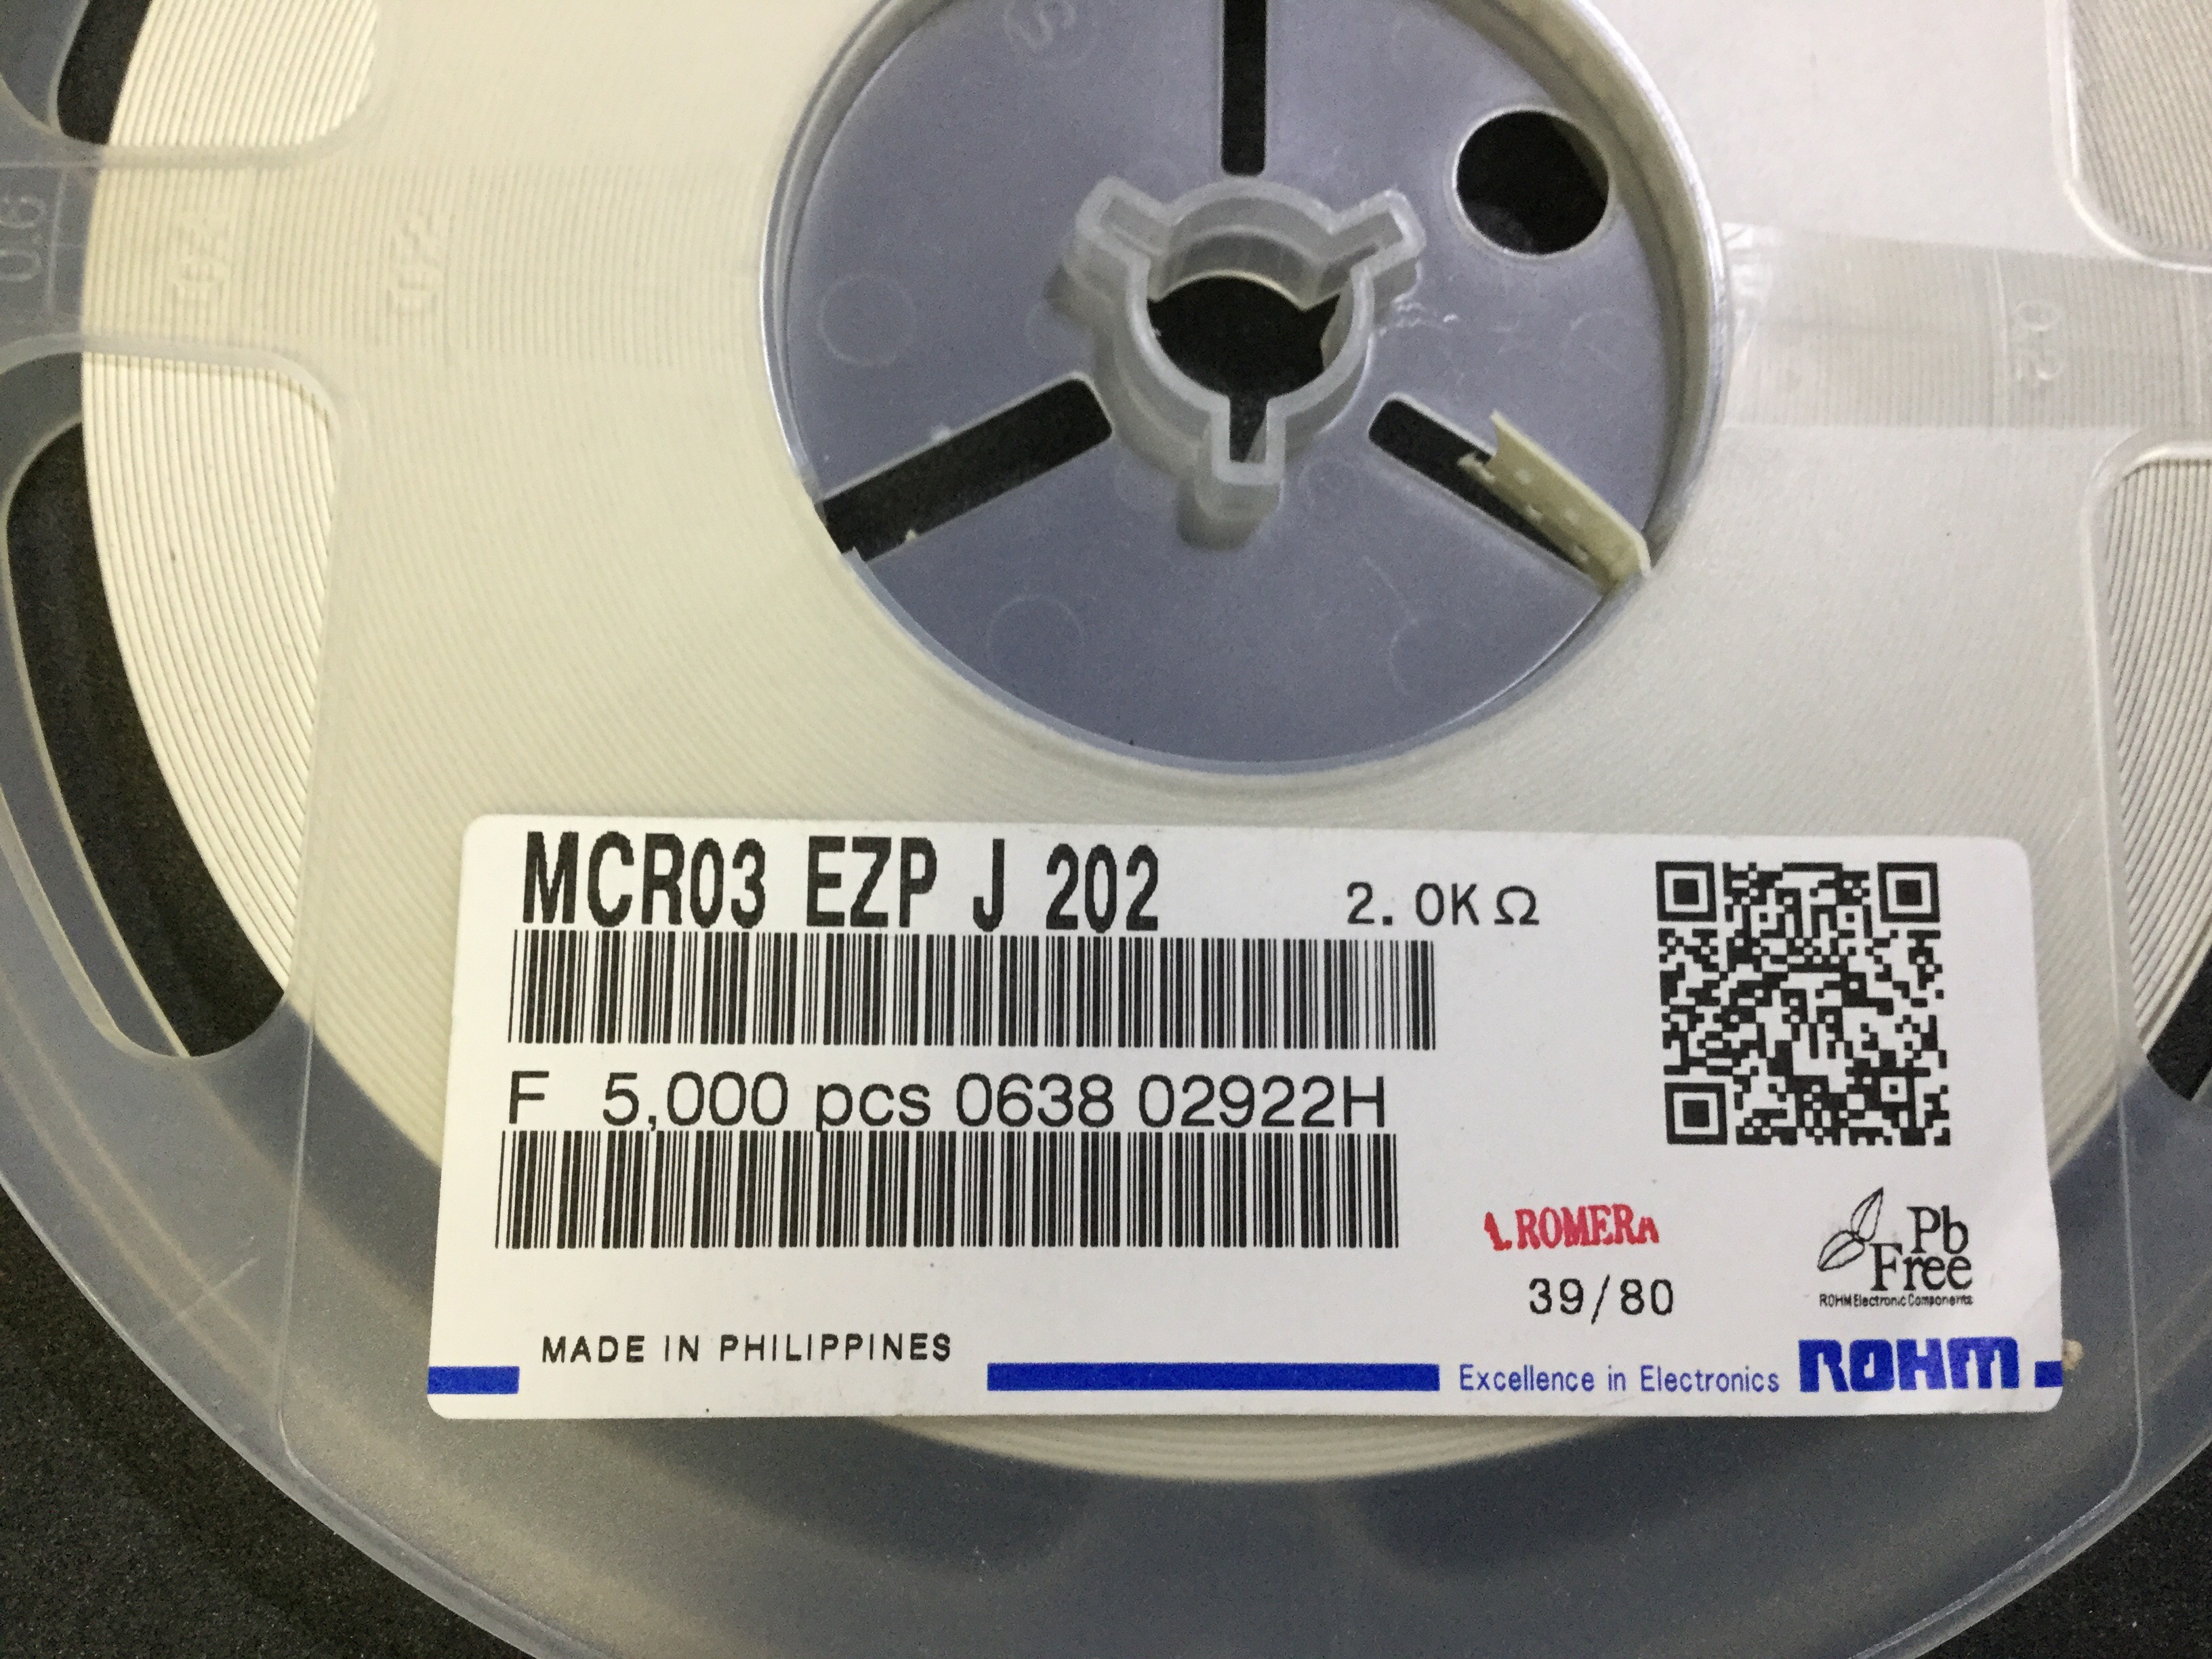 MCR03 EZP J 202
2.0KΩ
F 5,000 pcs 0638 02922H
1.ROMERA
39/80
Pb
Free
ROHM Electronic Components
MADE IN PHILIPPINES
Excellence in Electronics
ROHM